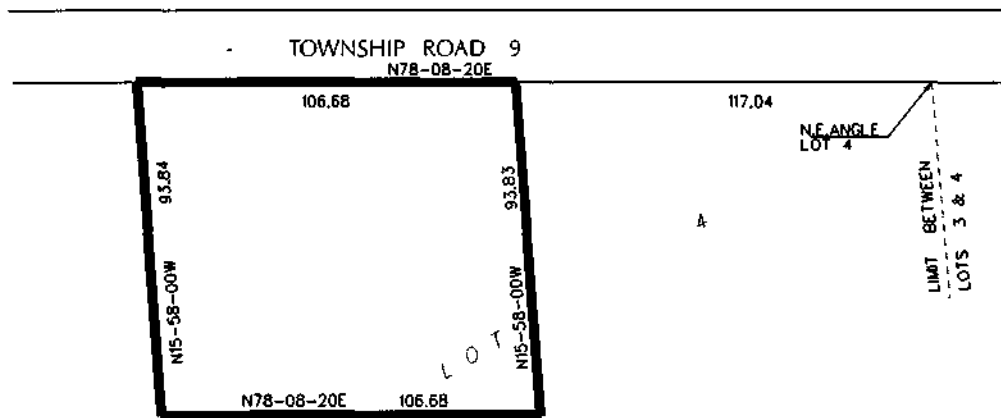 TOWNSHIP ROAD 9
N78-08-20E
106.68
117.04
N.E.ANGLE
LOT 4
93.84
93.83
4
LIMIT BETWEEN
LOTS 3 & 4
N15-58-00W
N15-58-00W
LOT
N78-08-20E 106.68